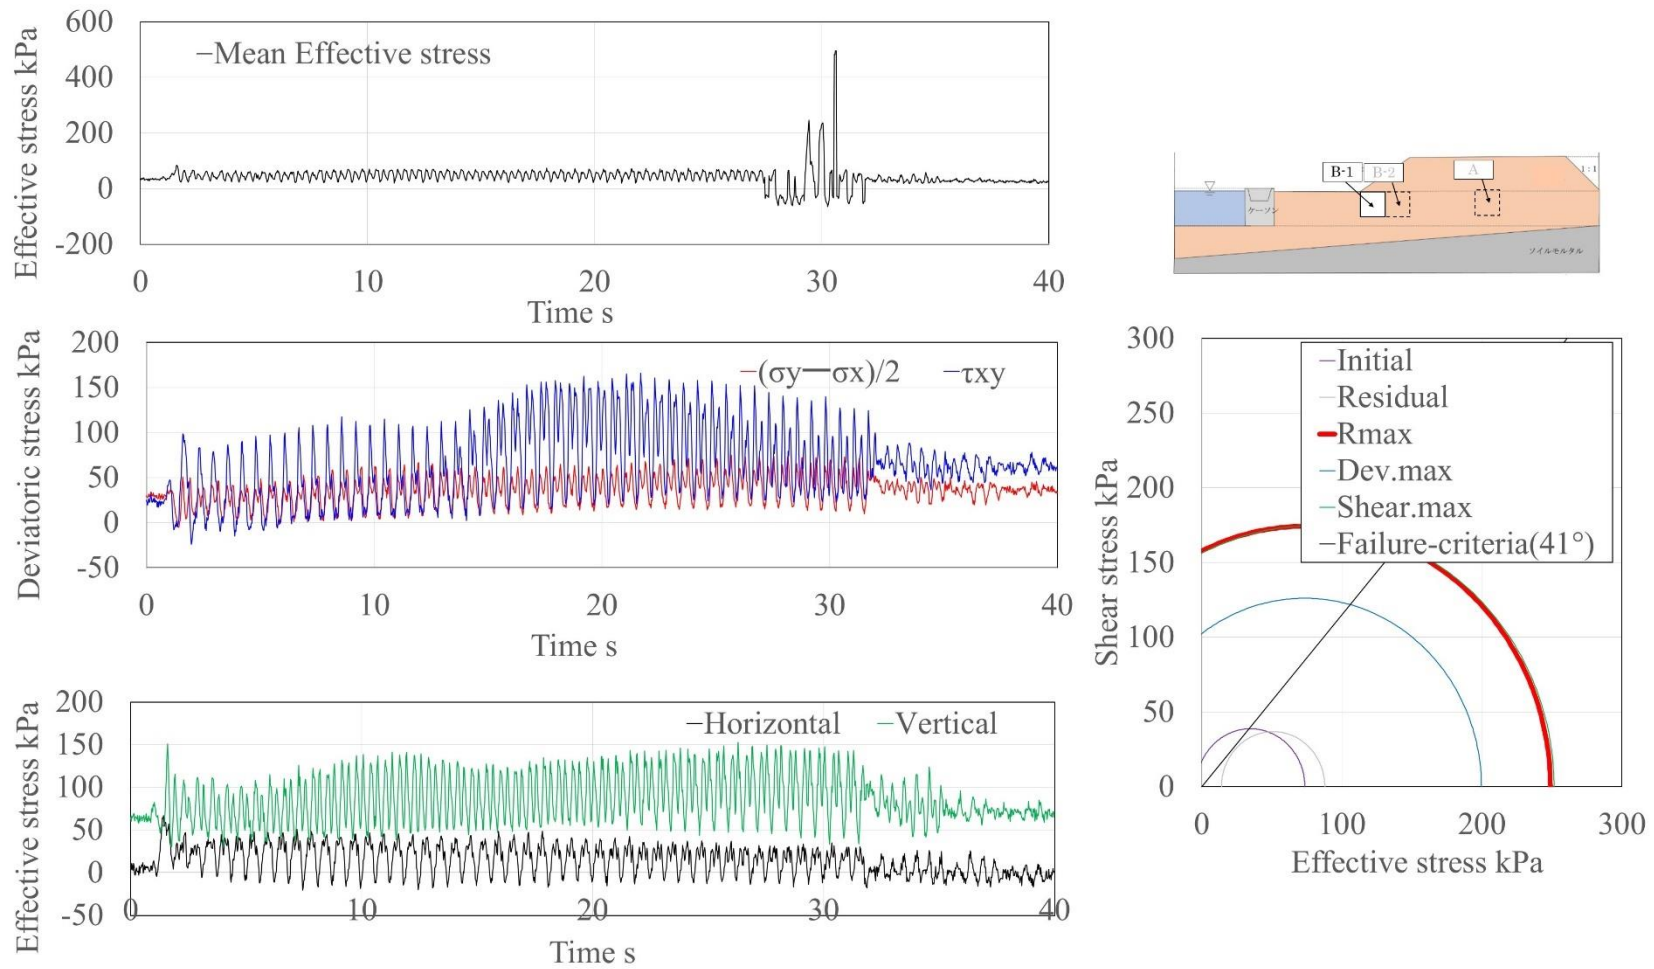 600
400
200
0
-200
Effective stress kPa
Mean Effective stress
0 10 20 30 40
Time s
200
150
100
50
0
-50
Deviatoric stress kPa
(σy—σx)/2 τxy
0 10 20 30 40
Time s
200
150
100
50
0
-50
Effective stress kPa
Horizontal Vertical
0 10 20 30 40
Time s
B-1 B-2 A 1:1
ケーソン
ソイルモルタル
300
250
200
150
100
50
0
Shear stress kPa
Initial
Residual
Rmax
Dev.max
Shear.max
Failure-criteria(41°)
0 100 200 300
Effective stress kPa